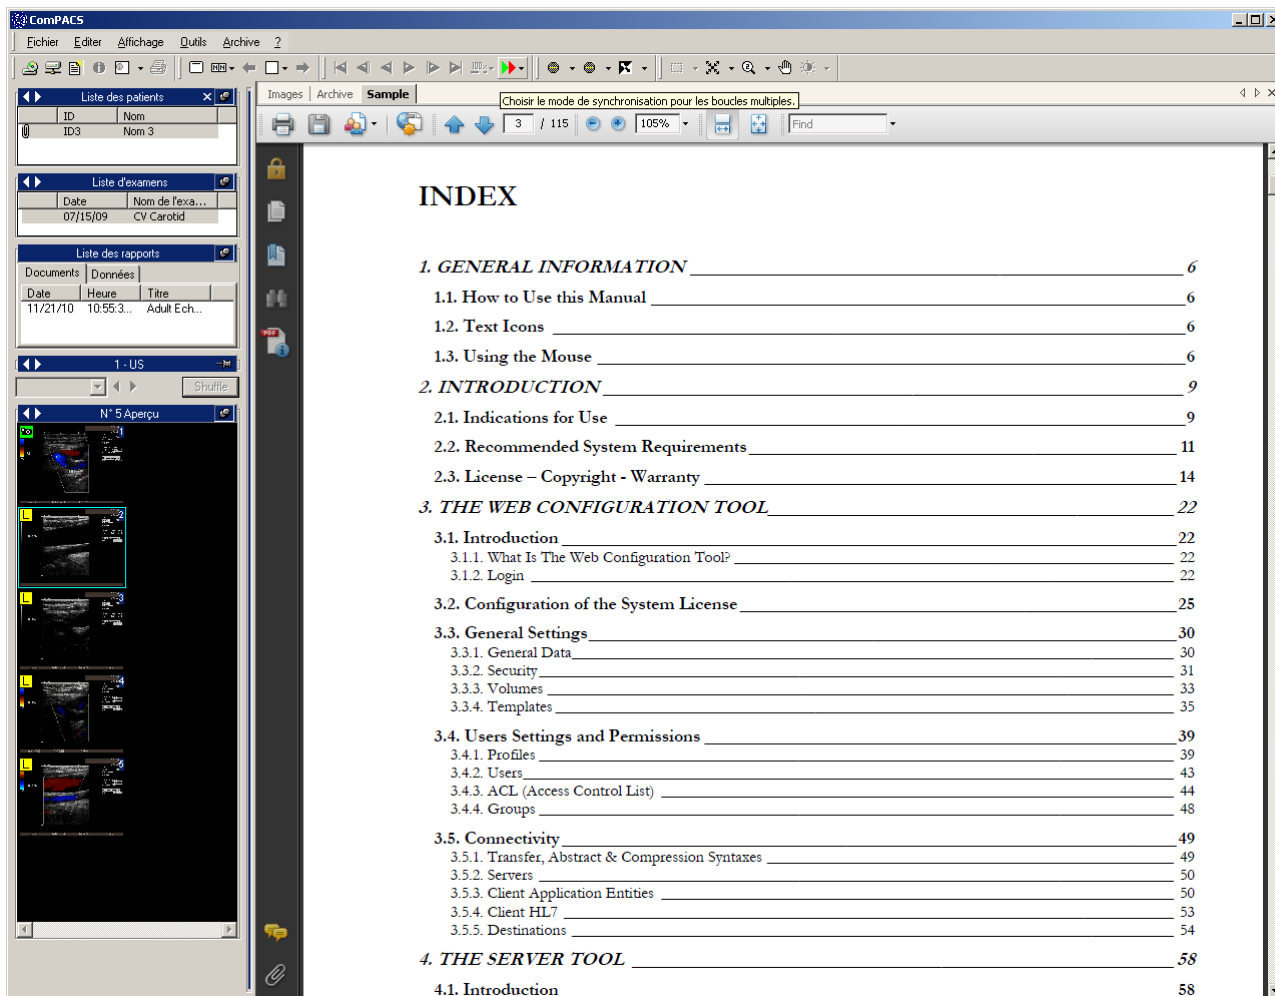 ComPACS
Fichier Editer Affichage Outils Archive ?
Liste des patients
ID Nom
ID3 Nom 3
Liste d'examens
Date Nom de l'exa...
07/15/09 CV Carotid
Liste des rapports
Documents Données
Date Heure Titre
11/21/10 10:55:3... Adult Ech...
1 - US
Shuffle
N° 5 Aperçu
1
L 2
L 3
L 4
L 5
Images Archive Sample
Choisir le mode de synchronisation pour les boucles multiples.
3 / 115 105% Find
INDEX
1. GENERAL INFORMATION 6
1.1. How to Use this Manual 6
1.2. Text Icons 6
1.3. Using the Mouse 6
2. INTRODUCTION 9
2.1. Indications for Use 9
2.2. Recommended System Requirements 11
2.3. License – Copyright - Warranty 14
3. THE WEB CONFIGURATION TOOL 22
3.1. Introduction 22
3.1.1. What Is The Web Configuration Tool? 22
3.1.2. Login 22
3.2. Configuration of the System License 25
3.3. General Settings 30
3.3.1. General Data 30
3.3.2. Security 31
3.3.3. Volumes 33
3.3.4. Templates 35
3.4. Users Settings and Permissions 39
3.4.1. Profiles 39
3.4.2. Users 43
3.4.3. ACL (Access Control List) 44
3.4.4. Groups 48
3.5. Connectivity 49
3.5.1. Transfer, Abstract & Compression Syntaxes 49
3.5.2. Servers 50
3.5.3. Client Application Entities 50
3.5.4. Client HL7 53
3.5.5. Destinations 54
4. THE SERVER TOOL 58
4.1. Introduction 58